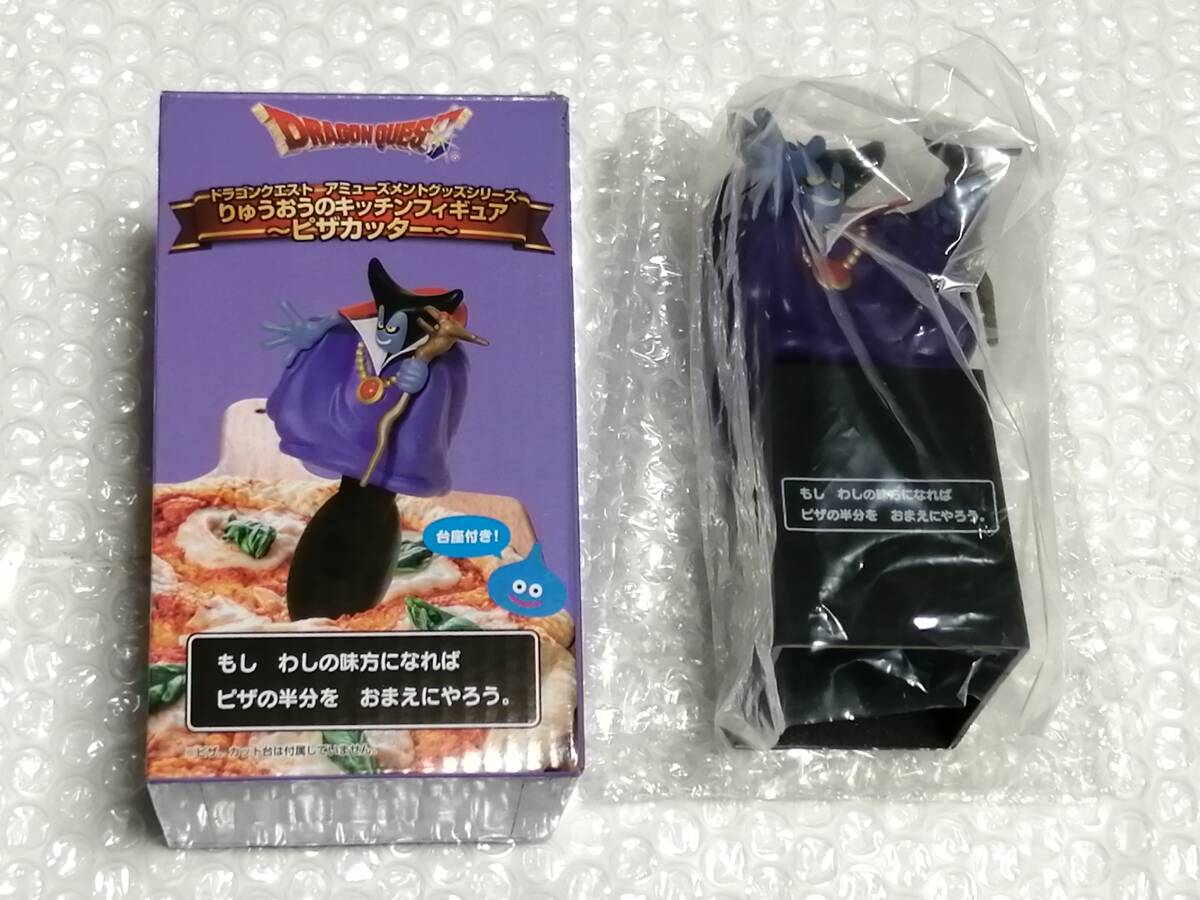 DRAGON QUEST
ドラゴンクエスト アミューズメントグッズシリーズ
りゅうおうのキッチンフィギュア
～ピザカッター～
台座付き!
もし わしの味方になれば
ピザの半分を おまえにやろう。
※ピザ、カット台は付属していません。
もし わしの味方になれば
ピザの半分を おまえにやろう。